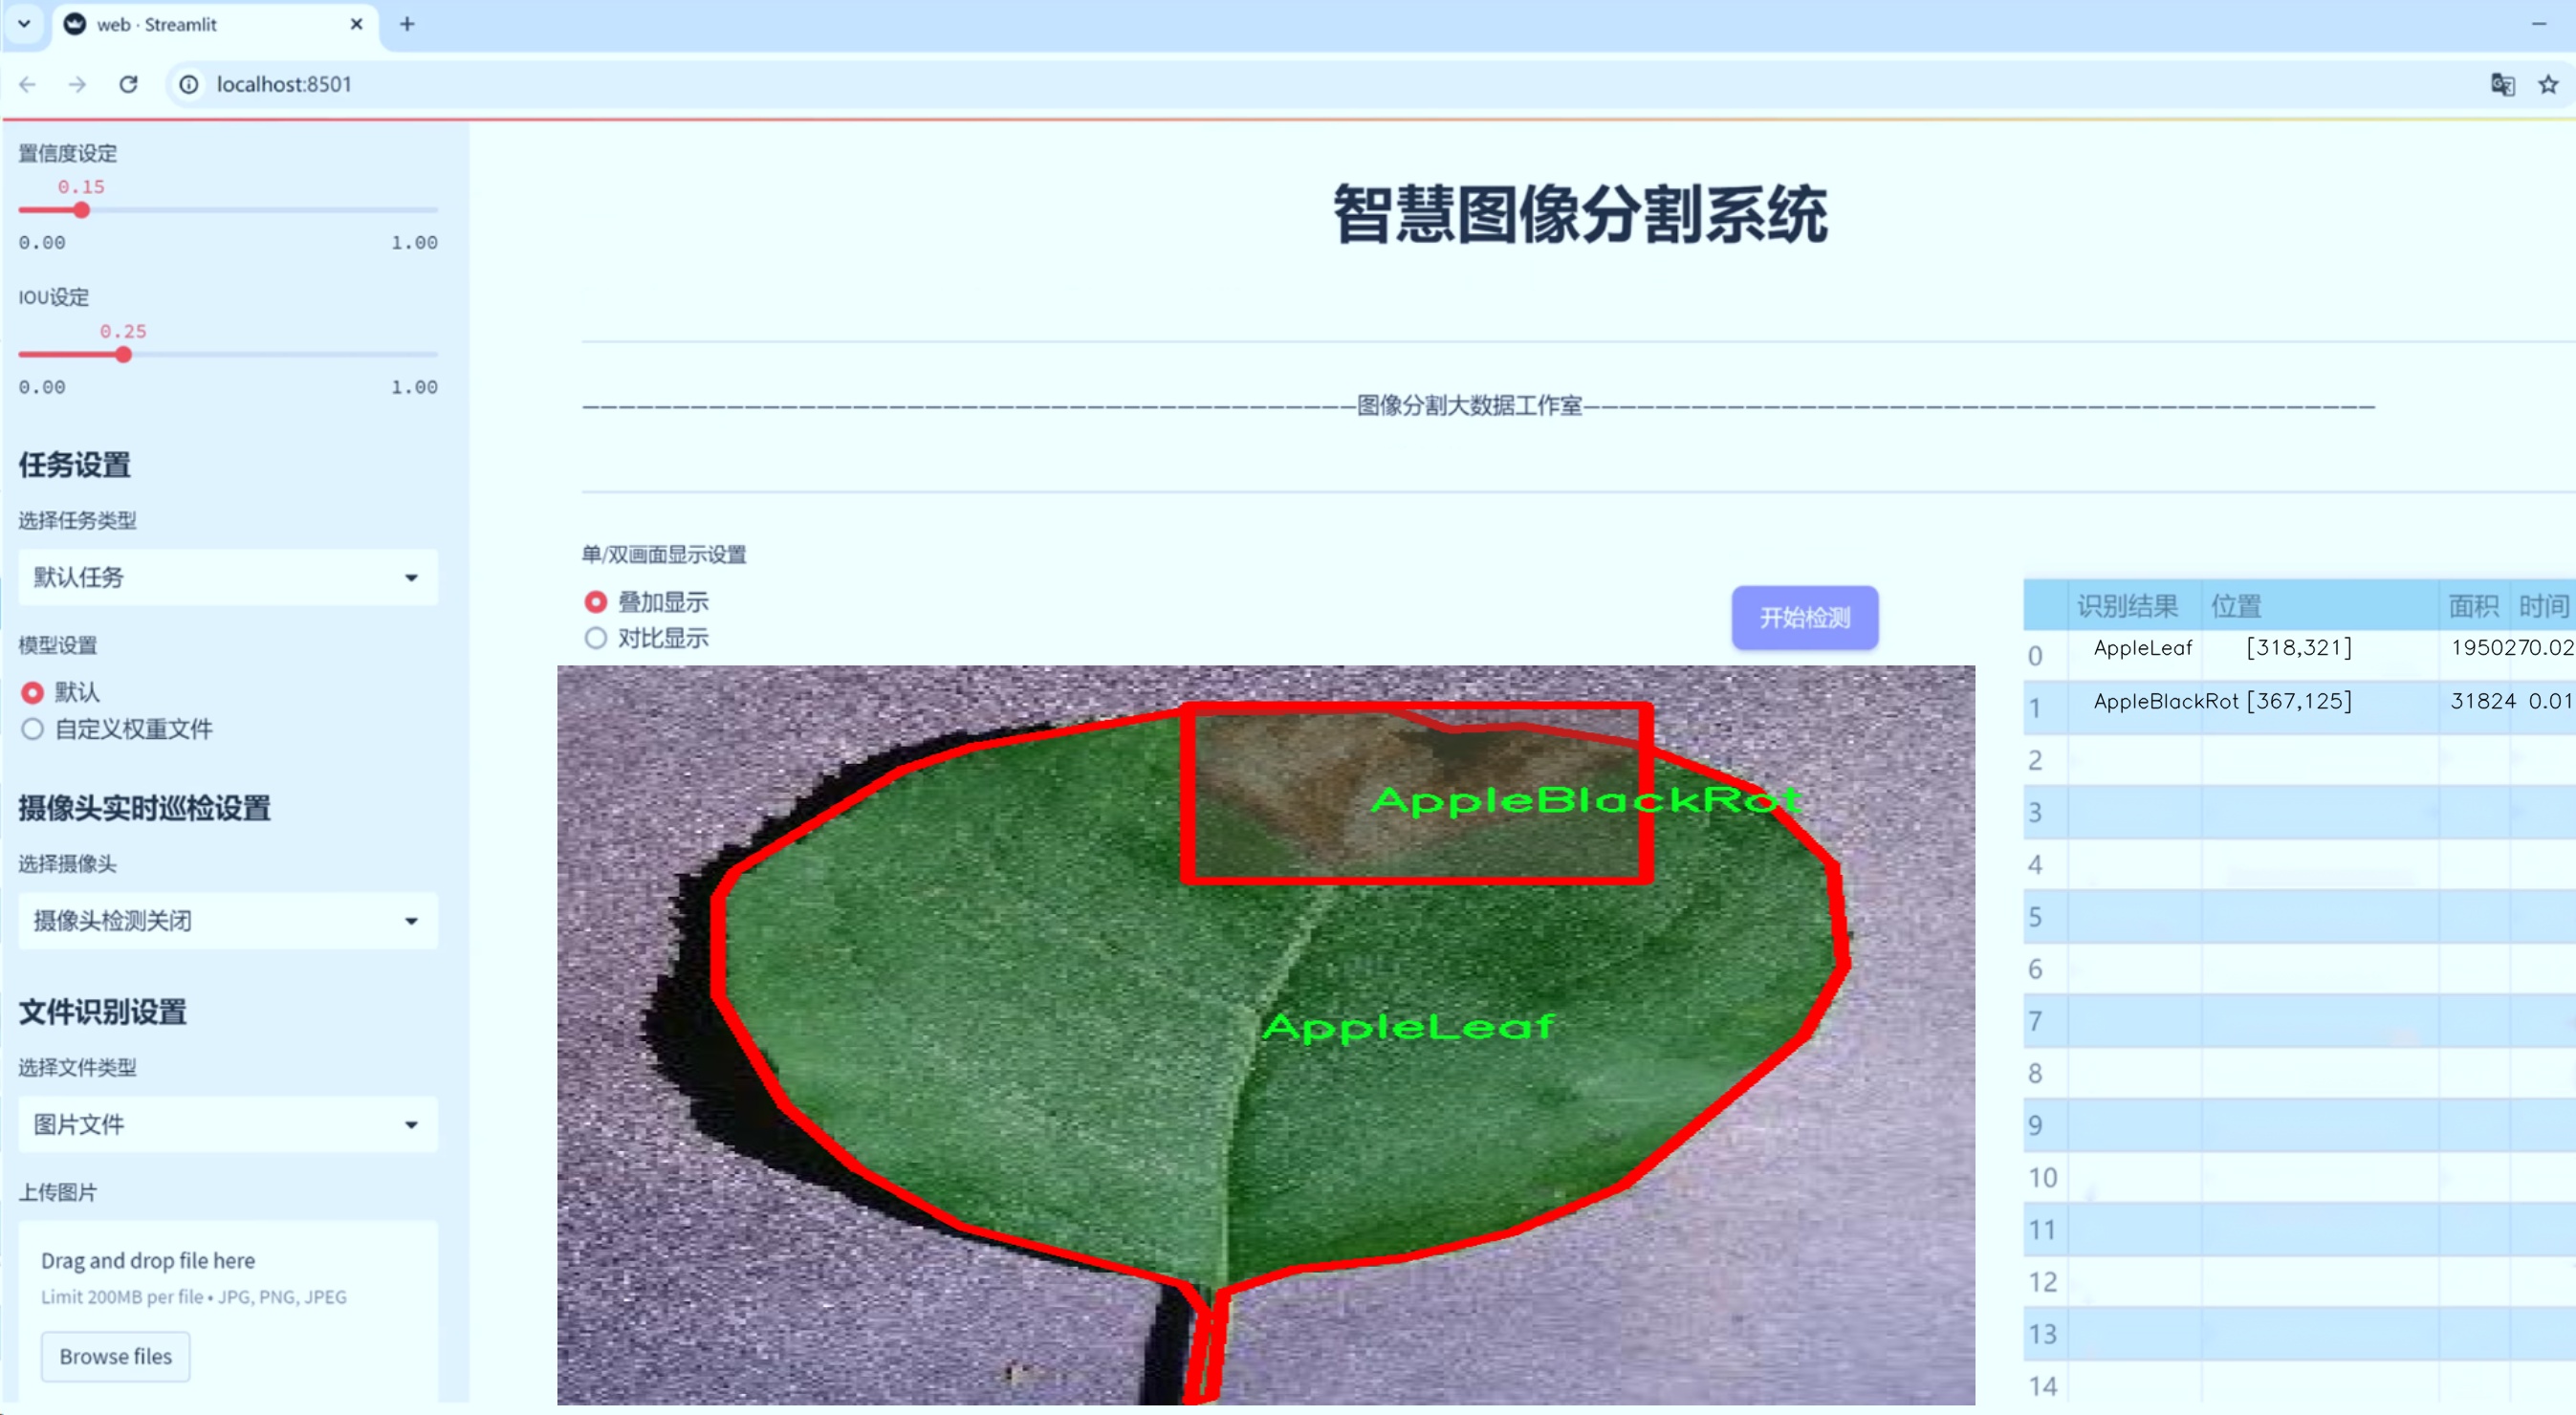 web · Streamlit
localhost:8501
置信度设定
0.15
0.00 1.00
IOU设定
0.25
0.00 1.00
任务设置
选择任务类型
默认任务
模型设置
默认
自定义权重文件
摄像头实时巡检设置
选择摄像头
摄像头检测关闭
文件识别设置
选择文件类型
图片文件
上传图片
Drag and drop file here
Limit 200MB per file • JPG, PNG, JPEG
Browse files
智慧图像分割系统
图像分割大数据工作室
单/双画面显示设置
叠加显示
对比显示
开始检测
AppleBlackRot
AppleLeaf
识别结果 位置 面积 时间
0 AppleLeaf [318,321] 1950270.02
1 AppleBlackRot [367,125] 31824 0.01
2
3
4
5
6
7
8
9
10
11
12
13
14